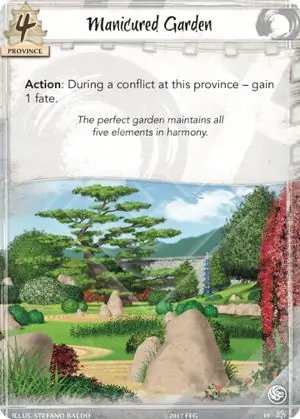 4
Manicured Garden
PROVINCE
Action: During a conflict at this province – gain
1 fate.
The perfect garden maintains all
five elements in harmony.
ILLUS. STEFANO BALDO
©2017 FFG